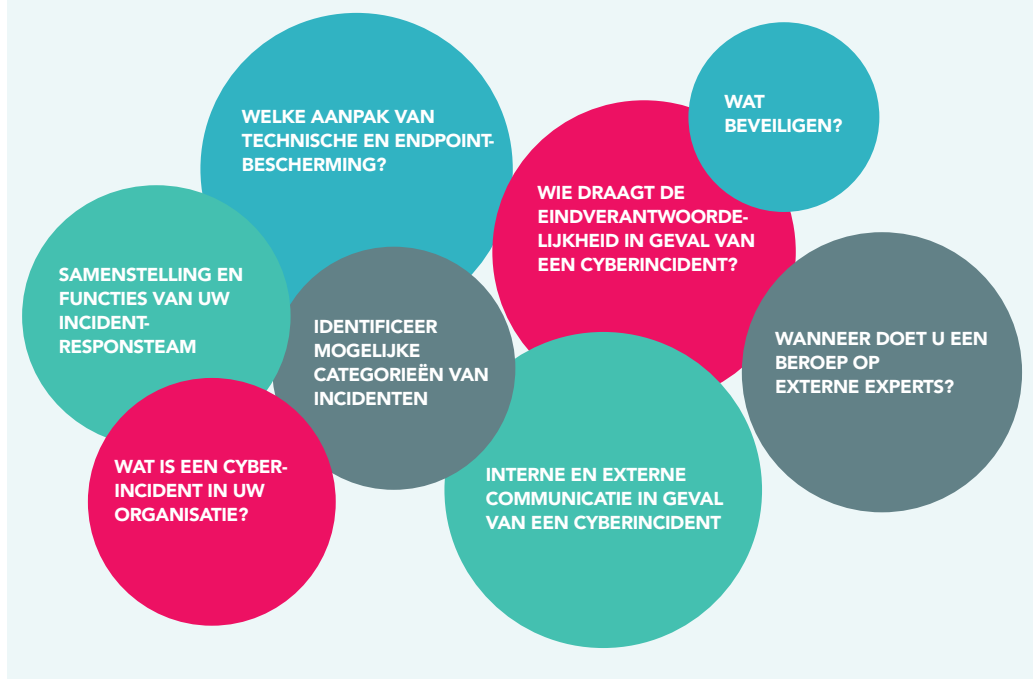 WELKE AANPAK VAN
TECHNISCHE EN ENDPOINT-
BESCHERMING?
WAT
BEVEILIGEN?
WIE DRAAGT DE
EINDVERANTWOORDE-
LIJKHEID IN GEVAL VAN
EEN CYBERINCIDENT?
SAMENSTELLING EN
FUNCTIES VAN UW
INCIDENT-
RESPONSTEAM
IDENTIFICEER
MOGELIJKE
CATEGORIEËN VAN
INCIDENTEN
WANNEER DOET U EEN
BEROEP OP
EXTERNE EXPERTS?
WAT IS EEN CYBER-
INCIDENT IN UW
ORGANISATIE?
INTERNE EN EXTERNE
COMMUNICATIE IN GEVAL
VAN EEN CYBERINCIDENT